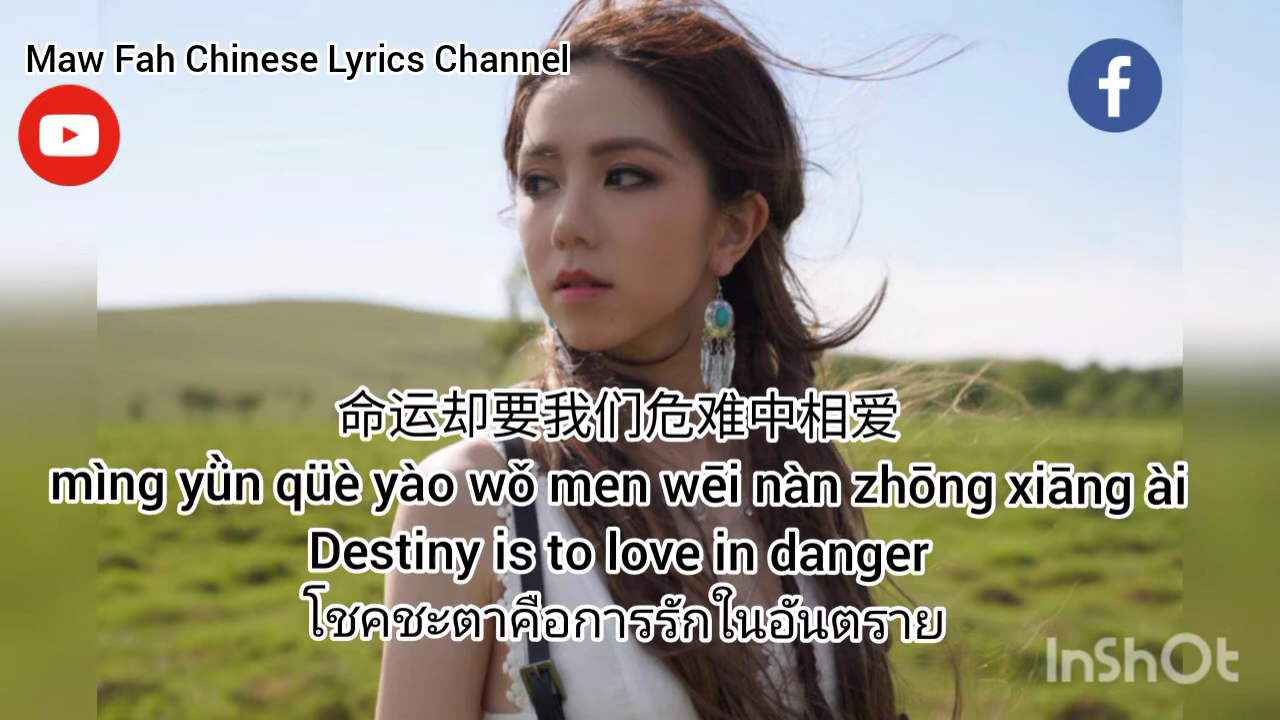 Maw Fah Chinese Lyrics Channel
命运却要我们危难中相爱
mìng yǜn qüè yào wǒ men wēi nàn zhōng xiāng ài
Destiny is to love in danger
โชคชะตาคือการรักในอันตราย
InShOt